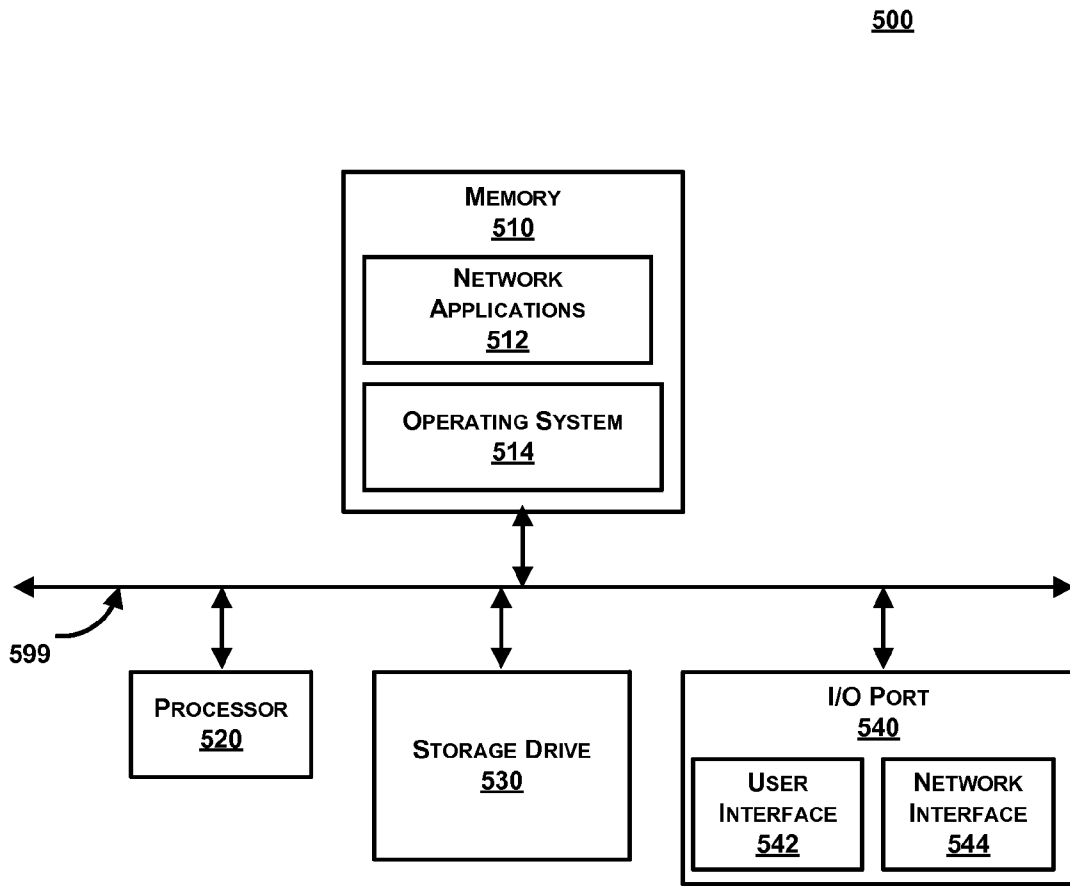 500
MEMORY
510
NETWORK
APPLICATIONS
512
OPERATING SYSTEM
514
599
PROCESSOR
520
STORAGE DRIVE
530
I/O PORT
540
USER
INTERFACE
542
NETWORK
INTERFACE
544